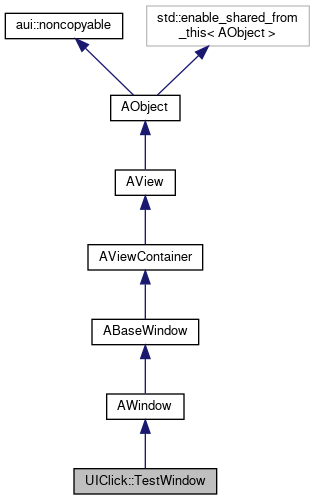 aui::noncopyable
std::enable_shared_from
_this< AObject >
AObject
AView
AViewContainer
ABaseWindow
AWindow
UIClick::TestWindow